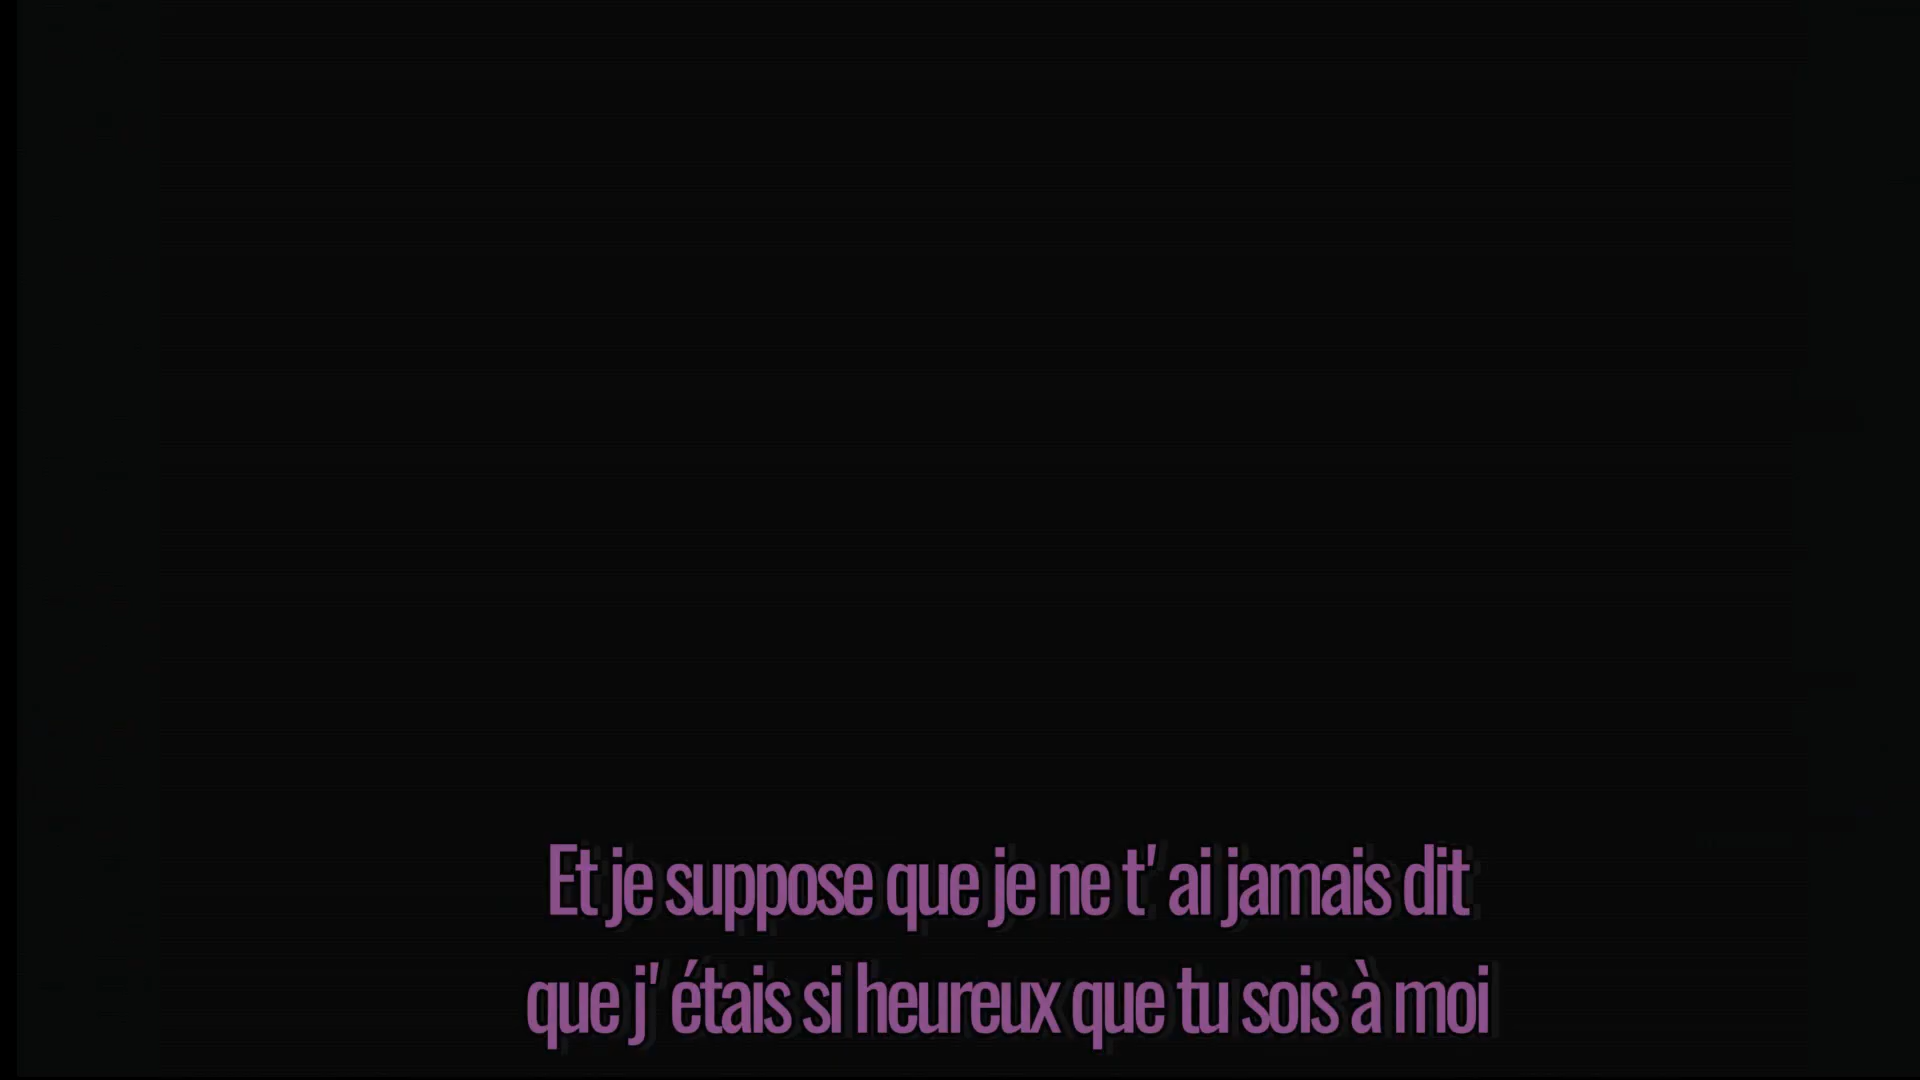 Et je suppose que je ne t'ai jamais dit
que j'étais si heureux que tu sois à moi